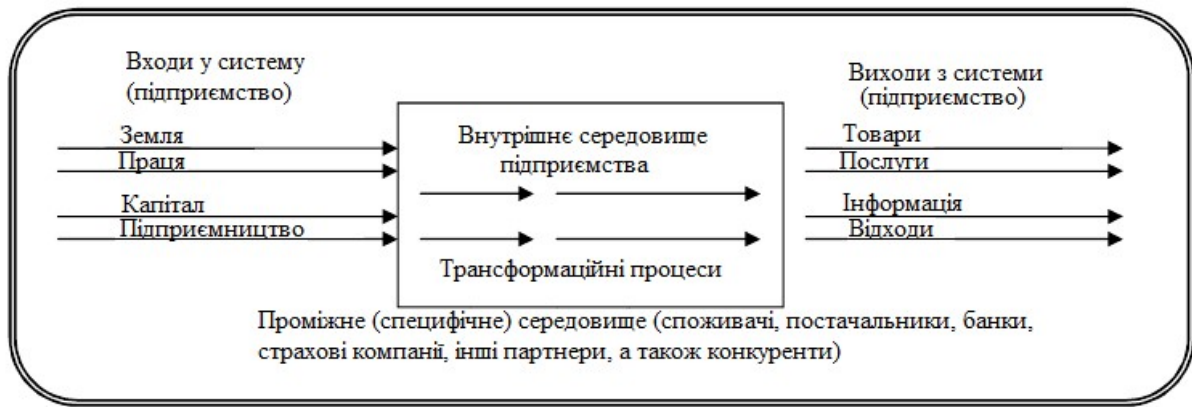 Входи у систему
(підприємство)
Земля
Праця
Капітал
Підприємництво
Внутрішнє середовище
підприємства
Трансформаційні процеси
Виходи з системи
(підприємство)
Товари
Послуги
Інформація
Відходи
Проміжне (специфічне) середовище (споживачі, постачальники, банки,
страхові компанії, інші партнери, а також конкуренти)